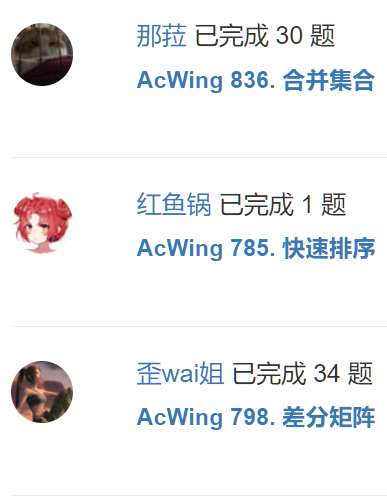 那菈 已完成 30 题
AcWing 836. 合并集合
红鱼锅 已完成 1 题
AcWing 785. 快速排序
歪wai姐 已完成 34 题
AcWing 798. 差分矩阵